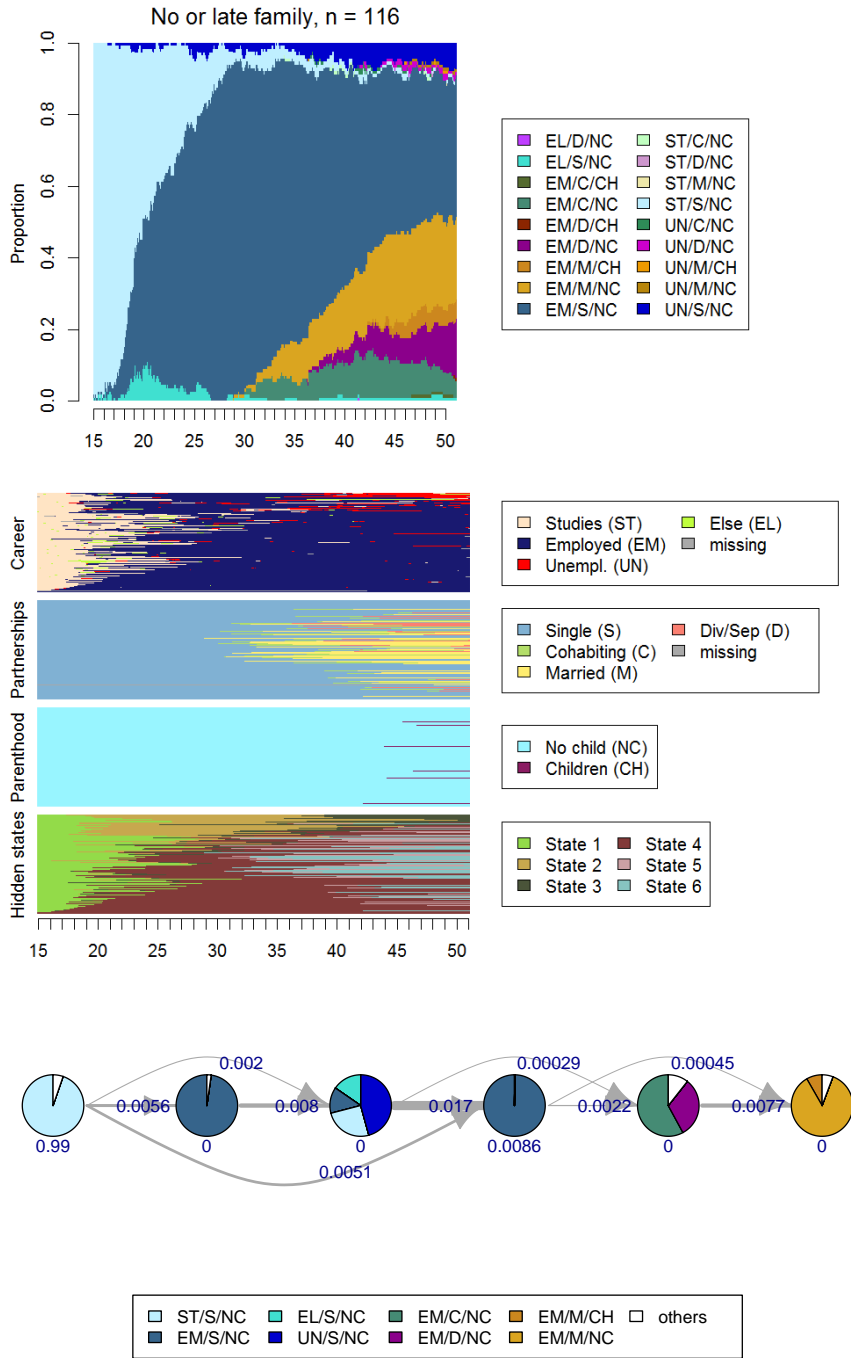 No or late family, n = 116
Proportion
0.0 0.2 0.4 0.6 0.8 1.0
15 20 25 30 35 40 45 50
EL/D/NC ST/C/NC
EL/S/NC ST/D/NC
EM/C/CH ST/M/NC
EM/C/NC ST/S/NC
EM/D/CH UN/C/NC
EM/D/NC UN/D/NC
EM/M/CH UN/M/CH
EM/M/NC UN/M/NC
EM/S/NC UN/S/NC
Career
Studies (ST) Else (EL)
Employed (EM) missing
Unempl. (UN)
Partnerships
Single (S) Div/Sep (D)
Cohabiting (C) missing
Married (M)
Parenthood
No child (NC)
Children (CH)
Hidden states
State 1 State 4
State 2 State 5
State 3 State 6
15 20 25 30 35 40 45 50
0.002 0.00029 0.00045
0.0056 0.008 0.017 0.0022 0.0077
0.99 0 0 0.0086 0 0
0.0051
ST/S/NC EL/S/NC EM/C/NC EM/M/CH others
EM/S/NC UN/S/NC EM/D/NC EM/M/NC